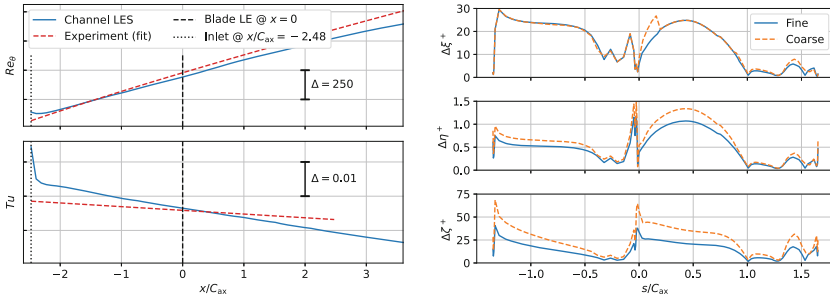 Channel LES
Experiment (fit)
Blade LE @ x = 0
Inlet @ x/C_ax = −2.48
Re_θ
Δ = 250
Tu
Δ = 0.01
−2 −1 0 1 2 3
x/C_ax
Fine
Coarse
Δξ⁺
30
20
10
0
Δη⁺
1.5
1.0
0.5
0.0
Δζ⁺
75
50
25
0
−1.0 −0.5 0.0 0.5 1.0 1.5
s/C_ax